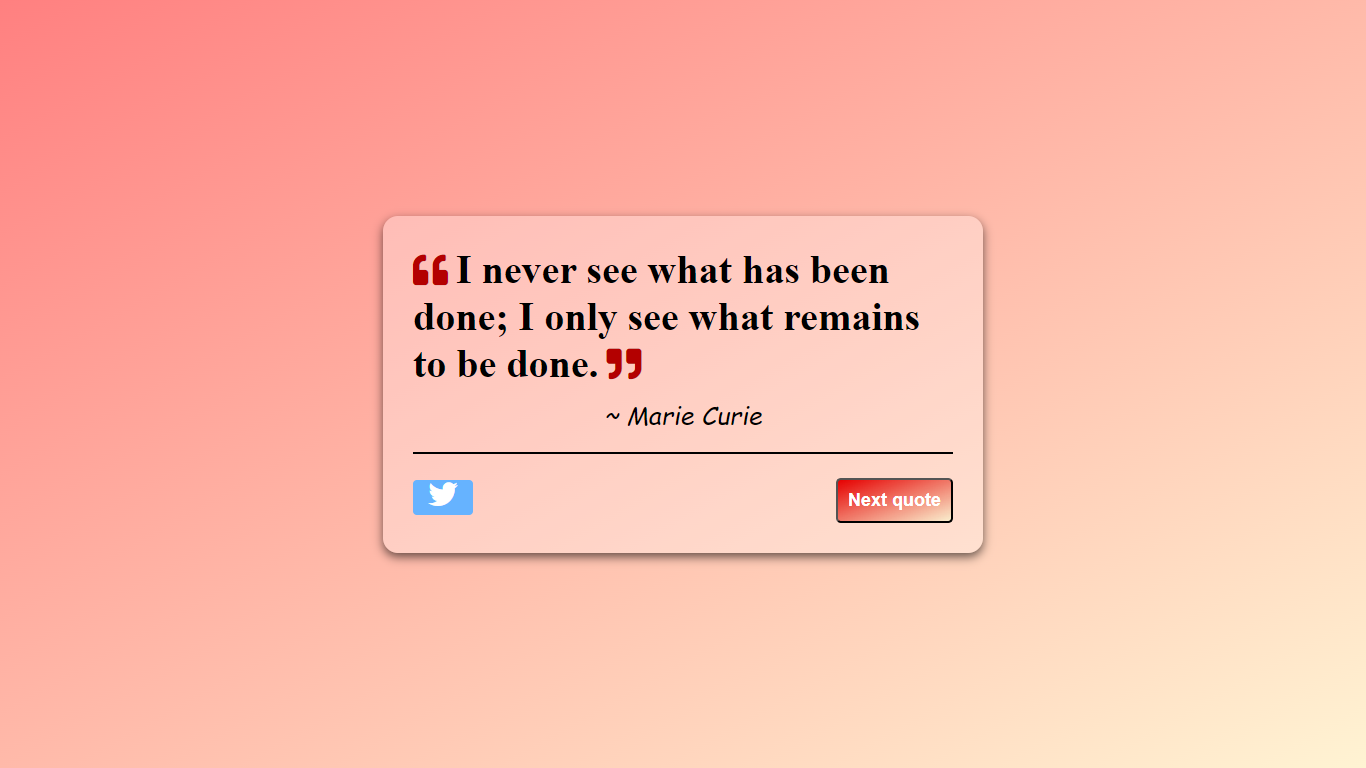 I never see what has been
done; I only see what remains
to be done.
~ Marie Curie
Next quote